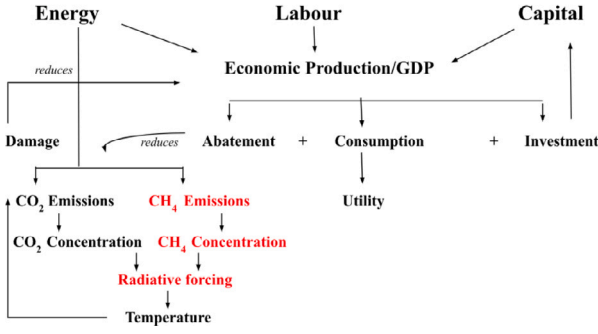 Energy Labour Capital
reduces
Economic Production/GDP
Damage reduces Abatement + Consumption + Investment
CO2 Emissions CH4 Emissions Utility
CO2 Concentration CH4 Concentration
Radiative forcing
Temperature